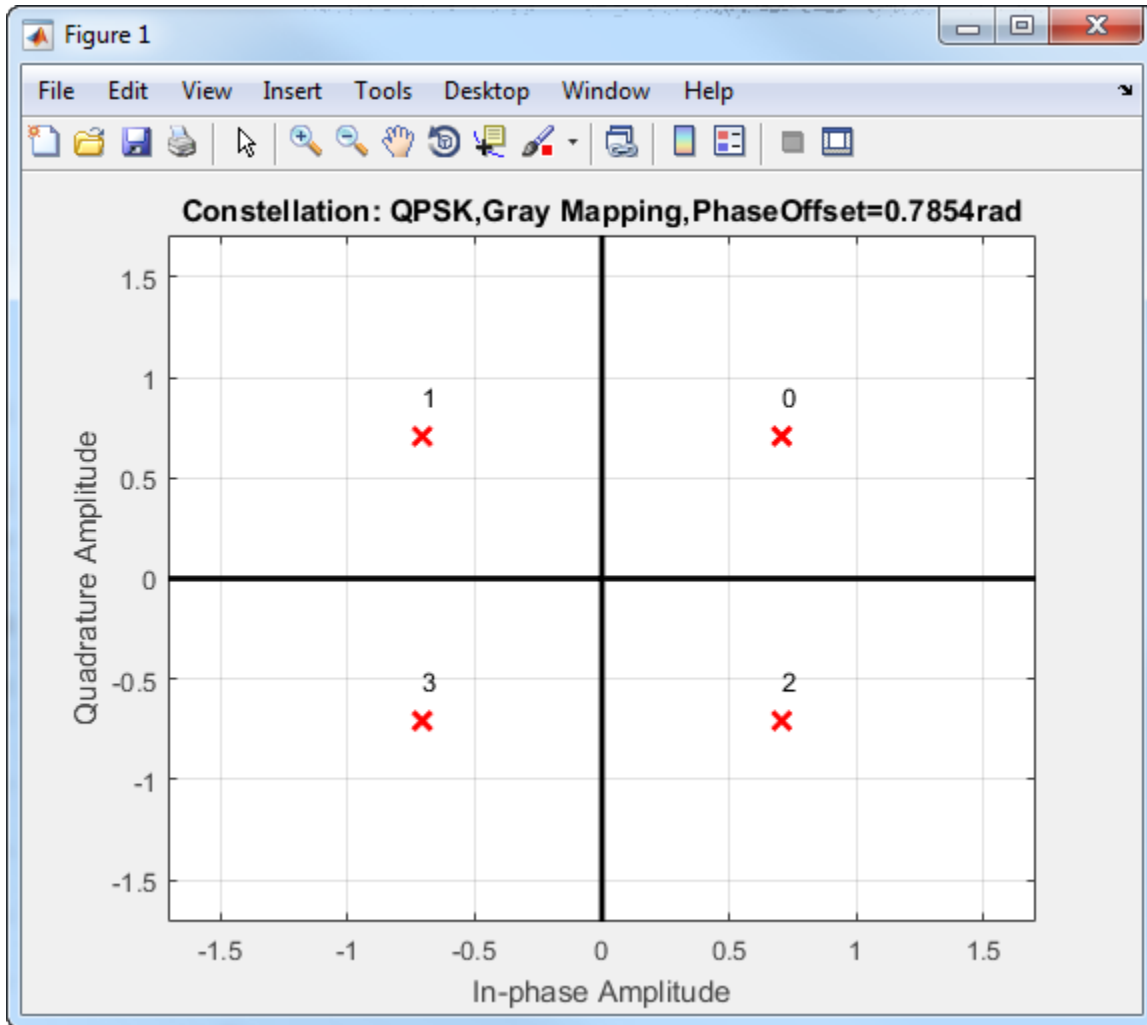 Figure 1
File Edit View Insert Tools Desktop Window Help
Constellation: QPSK,Gray Mapping,PhaseOffset=0.7854rad
1.5
1
0.5
0
-0.5
-1
-1.5
Quadrature Amplitude
1 0
3 2
-1.5 -1 -0.5 0 0.5 1 1.5
In-phase Amplitude